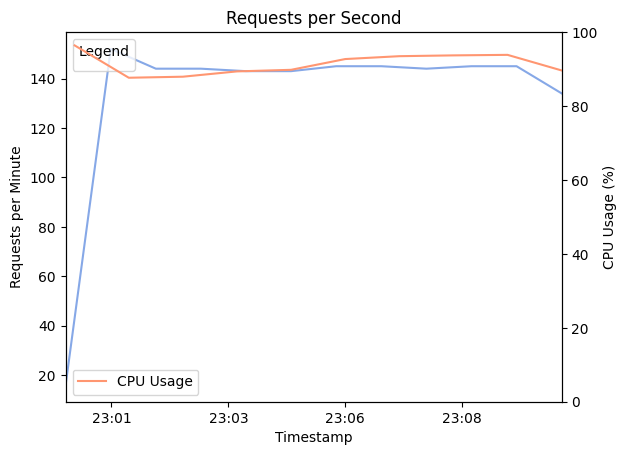 Requests per Second
Legend
140
120
100
80
60
40
20
Requests per Minute
100
80
60
40
20
0
CPU Usage (%)
CPU Usage
23:01 23:03 23:06 23:08
Timestamp